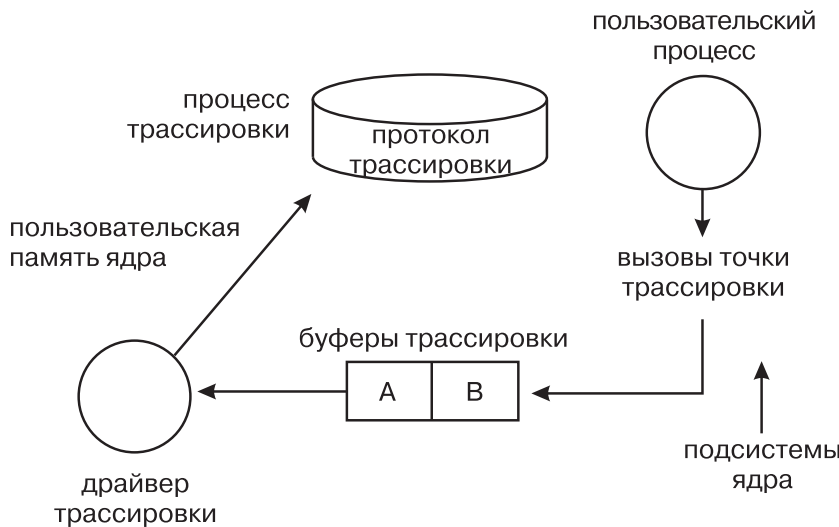 пользовательский
процесс
процесс
трассировки
протокол
трассировки
пользовательская
память ядра
вызовы точки
трассировки
буферы трассировки
A
B
подсистемы
ядра
драйвер
трассировки